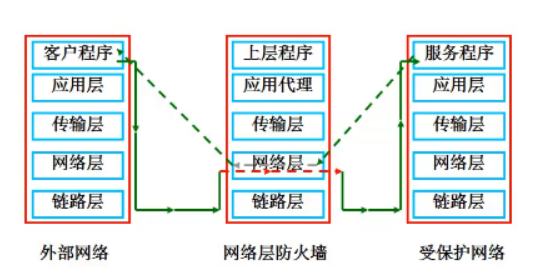 客户程序
应用层
传输层
网络层
链路层
外部网络
上层程序
应用代理
传输层
网络层
链路层
网络层防火墙
服务程序
应用层
传输层
网络层
链路层
受保护网络